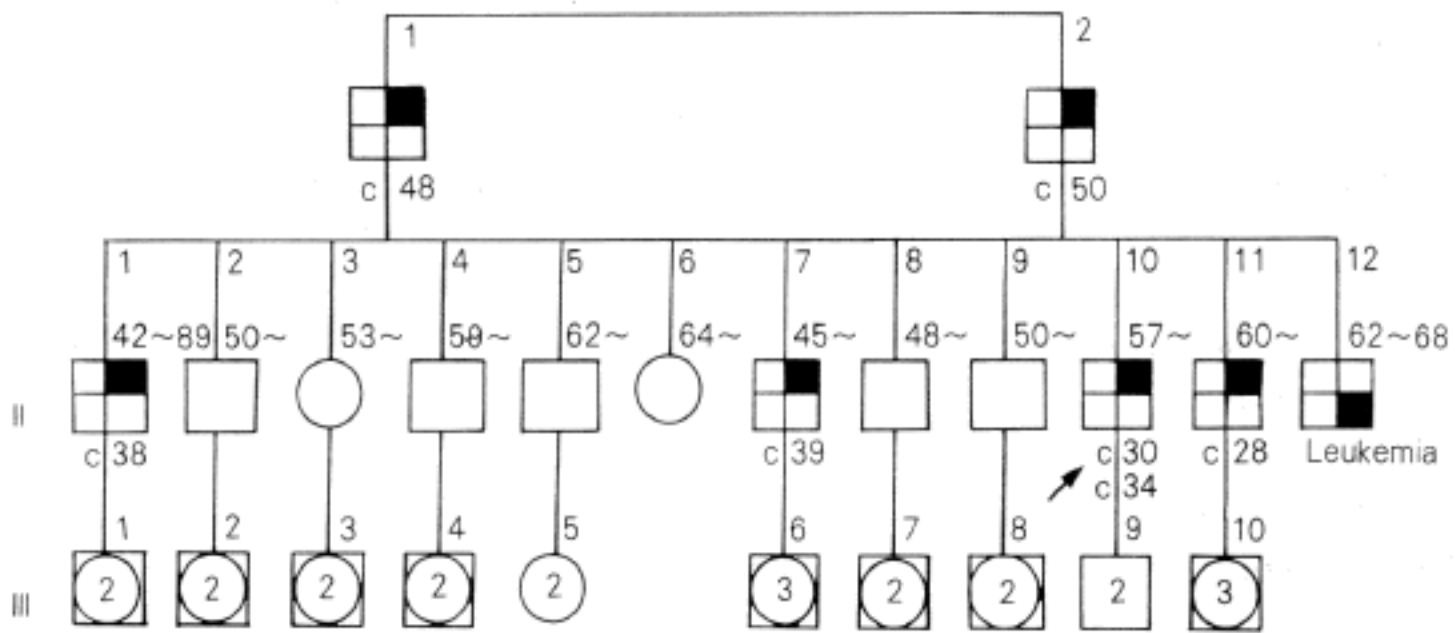 1 2
c 48 c 50
1 2 3 4 5 6 7 8 9 10 11 12
42~89 50~ 53~ 59~ 62~ 64~ 45~ 48~ 50~ 57~ 60~ 62~68
II
c 38 c 39 c 30 c 28 Leukemia
c 34
1 2 3 4 5 6 7 8 9 10
III 2 2 2 2 2 3 2 2 2 3